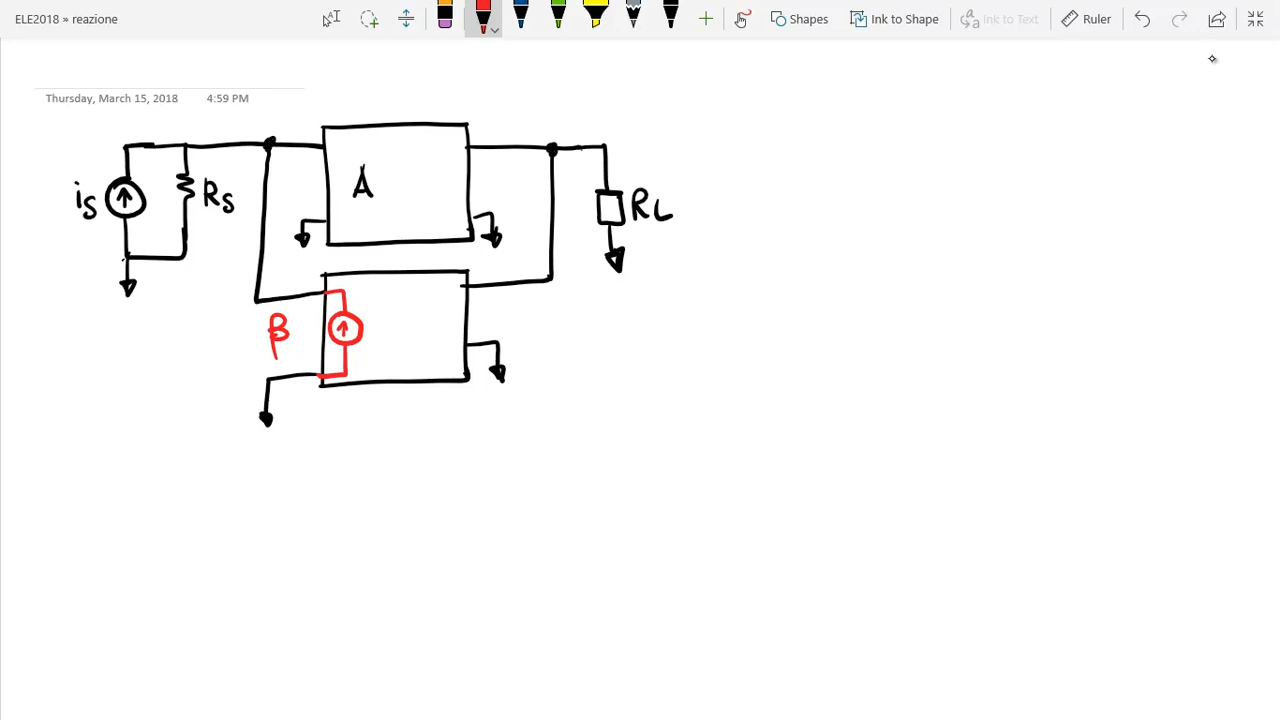 ELE2018 » reazione
Shapes
Ink to Shape
Ink to Text
Ruler
Thursday, March 15, 2018 4:59 PM
A
is
Rs
RL
β